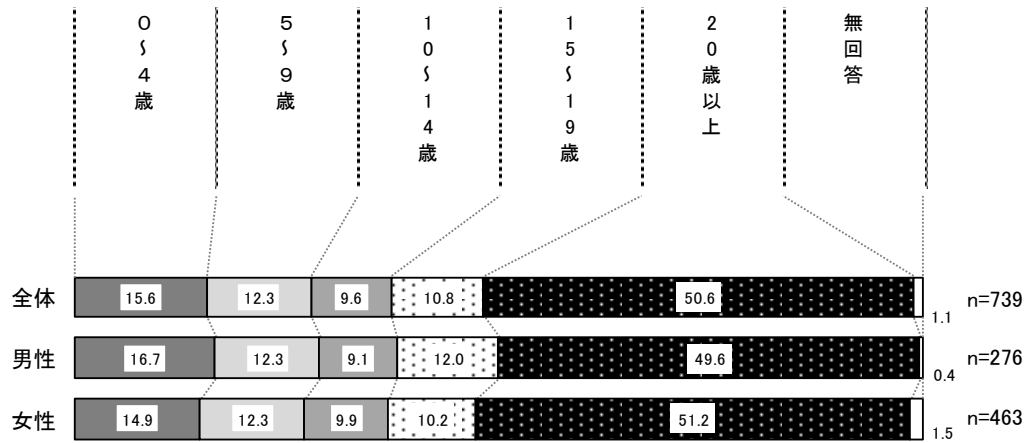 0～4歳
5～9歳
10～14歳
15～19歳
20歳以上
無回答
全体 15.6 12.3 9.6 10.8 50.6 1.1 n=739
男性 16.7 12.3 9.1 12.0 49.6 0.4 n=276
女性 14.9 12.3 9.9 10.2 51.2 1.5 n=463